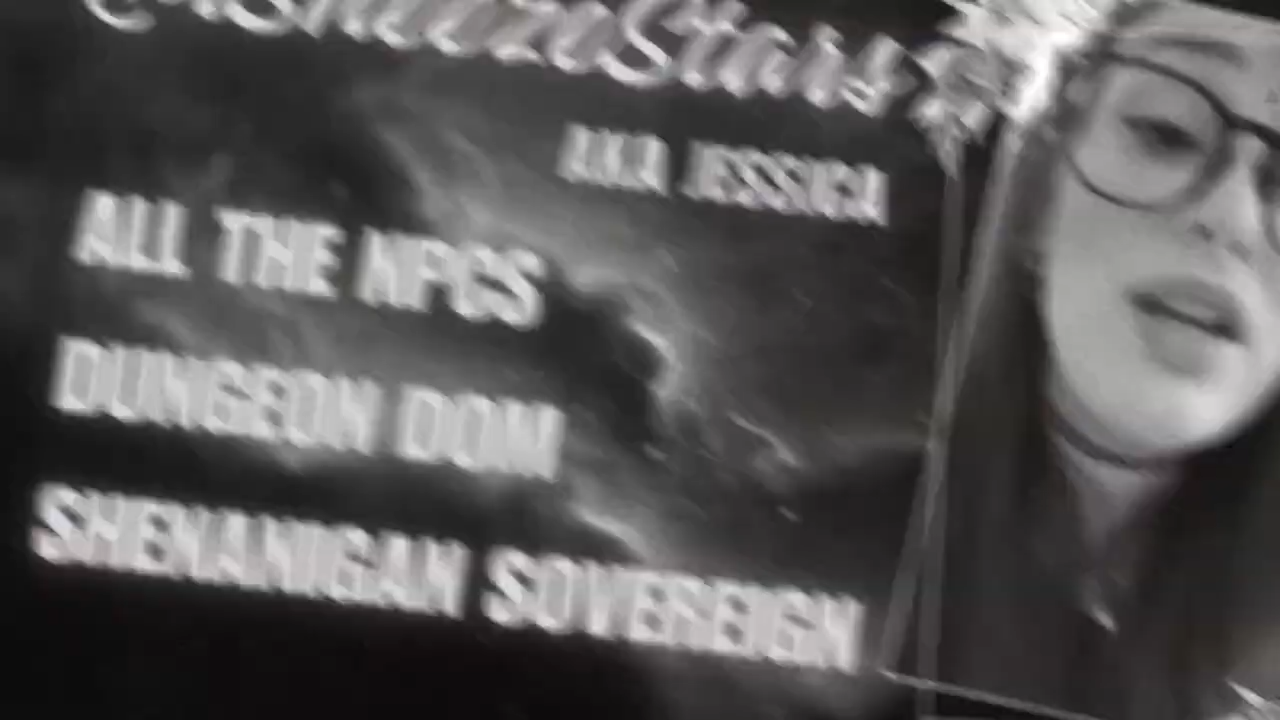 AKA JESSICA
ALL THE NPCS
DUNGEON DOM
SHENANIGAN SOVEREIGN